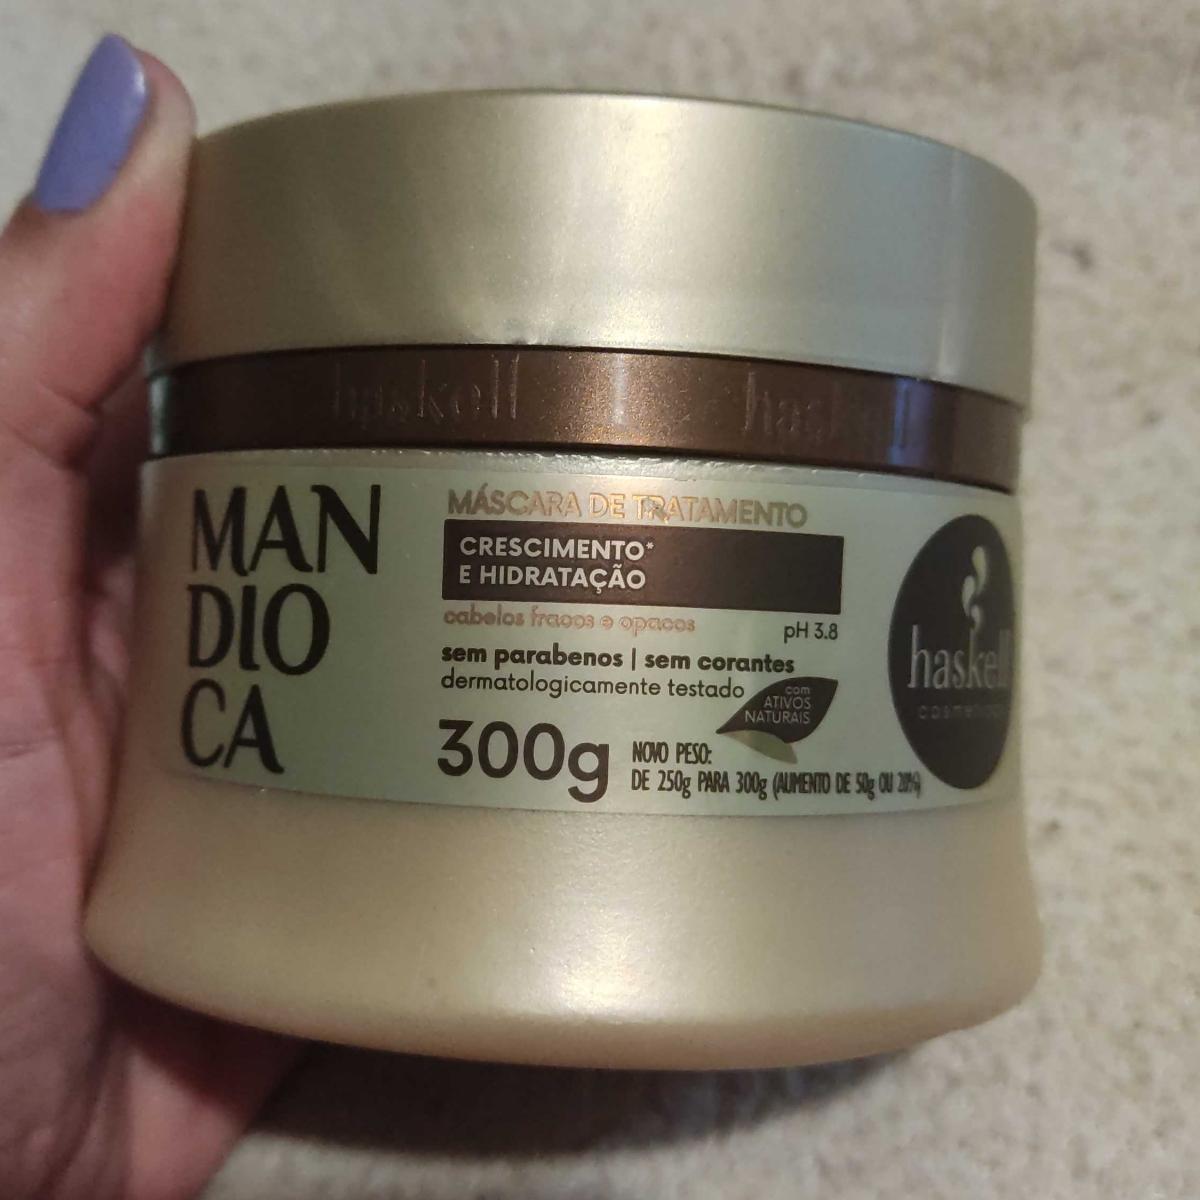 haskell haskell
MAN
DIO
CA
MÁSCARA DE TRATAMENTO
CRESCIMENTO*
E HIDRATAÇÃO
cabelos fracos e opacos
pH 3.8
sem parabenos | sem corantes
dermatologicamente testado
com
ATIVOS
NATURAIS
300g
NOVO PESO:
DE 250g PARA 300g (AUMENTO DE 50g OU 20%)
haskell